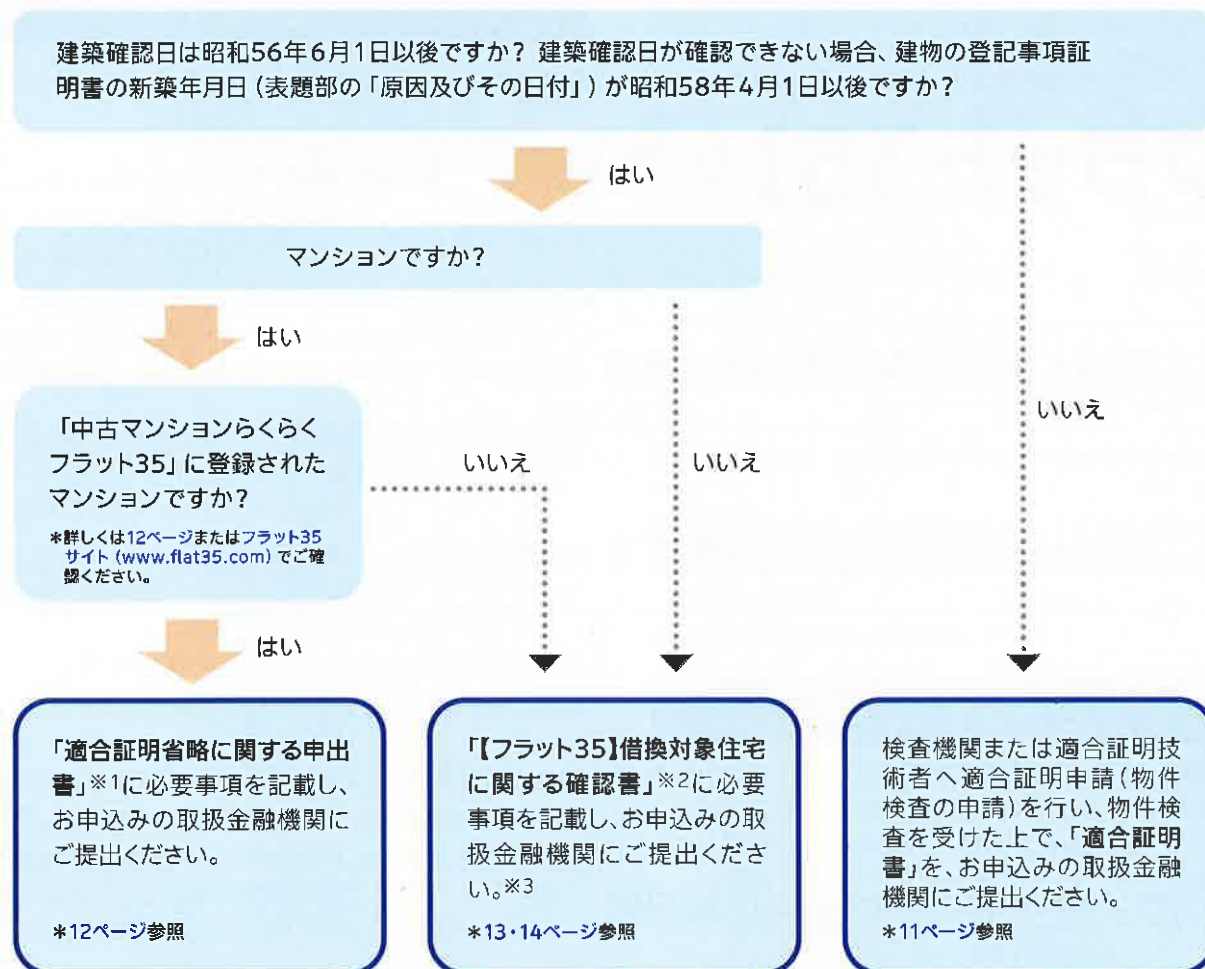 建築確認日は昭和56年6月1日以後ですか? 建築確認日が確認できない場合、建物の登記事項証
明書の新築年月日(表題部の「原因及びその日付」)が昭和58年4月1日以後ですか?
はい
マンションですか?
はい
いいえ
「中古マンションらくらく
フラット35」に登録された
マンションですか?
*詳しくは12ページまたはフラット35
サイト(www.flat35.com)でご確
認ください。
いいえ
いいえ
はい
「適合証明省略に関する申出
書」※1に必要事項を記載し、
お申込みの取扱金融機関に
ご提出ください。
*12ページ参照
「【フラット35】借換対象住宅
に関する確認書」※2に必要
事項を記載し、お申込みの取
扱金融機関にご提出くださ
い。※3
*13・14ページ参照
検査機関または適合証明技
術者へ適合証明申請(物件
検査の申請)を行い、物件検
査を受けた上で、「適合証明
書」を、お申込みの取扱金融
機関にご提出ください。
*11ページ参照